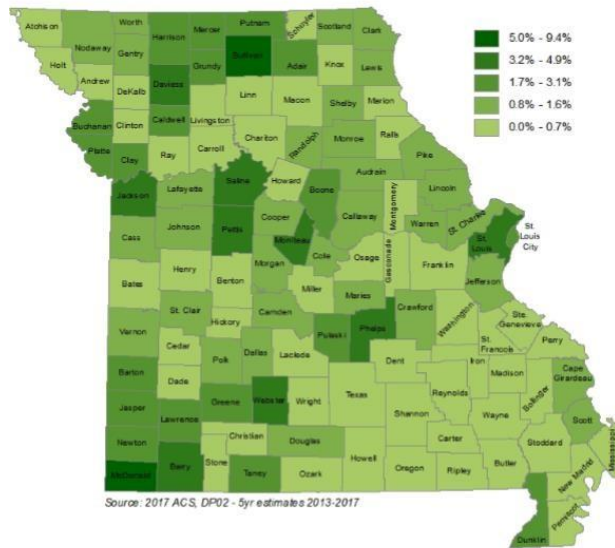 5.0% - 9.4%
3.2% - 4.9%
1.7% - 3.1%
0.8% - 1.6%
0.0% - 0.7%
Atchison
Nodaway
Worth
Harrison
Mercer
Putnam
Schuyler
Scotland
Clark
Gentry
Holt
Andrew
DeKalb
Daviess
Grundy
Sullivan
Adair
Knox
Lewis
Linn
Macon
Shelby
Marion
Buchanan
Clinton
Caldwell
Livingston
Chariton
Randolph
Monroe
Ralls
Pike
Platte
Clay
Ray
Carroll
Audrain
Lincoln
Jackson
Lafayette
Saline
Howard
Boone
Callaway
Montgomery
Warren
St. Charles
St. Louis
St. Louis City
Cass
Johnson
Pettis
Cooper
Moniteau
Cole
Osage
Gasconade
Franklin
Jefferson
Bates
Henry
Benton
Morgan
Miller
Maries
Crawford
Washington
Ste. Genevieve
St. Francois
Perry
Vernon
St. Clair
Hickory
Camden
Pulaski
Phelps
Dent
Iron
Madison
Bollinger
Cape Girardeau
Barton
Cedar
Polk
Dallas
Laclede
Texas
Reynolds
Wayne
Scott
Mississippi
Dade
Jasper
Lawrence
Greene
Webster
Wright
Shannon
Carter
Stoddard
New Madrid
Newton
Christian
Douglas
Howell
Oregon
Ripley
Butler
Pemiscot
McDonald
Barry
Stone
Taney
Ozark
Dunklin
Source: 2017 ACS, DP02 - 5yr estimates 2013-2017